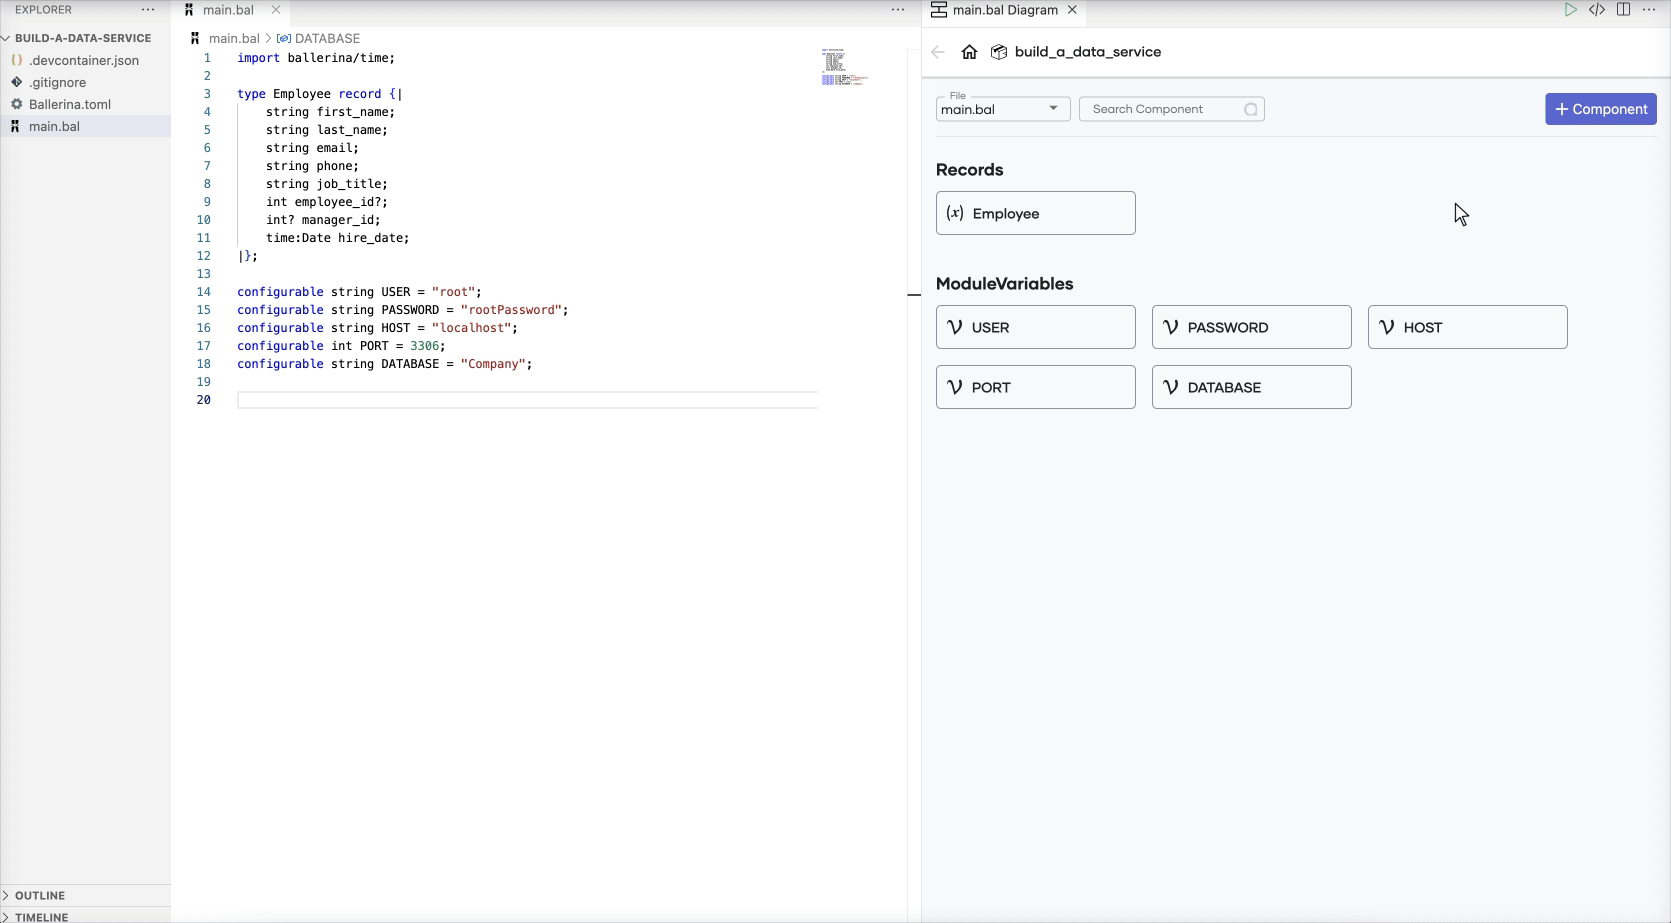 EXPLORER
BUILD-A-DATA-SERVICE
.devcontainer.json
.gitignore
Ballerina.toml
main.bal
OUTLINE
TIMELINE
main.bal
main.bal > DATABASE
1 import ballerina/time;
2
3 type Employee record {|
4     string first_name;
5     string last_name;
6     string email;
7     string phone;
8     string job_title;
9     int employee_id?;
10     int? manager_id;
11     time:Date hire_date;
12 |};
13
14 configurable string USER = "root";
15 configurable string PASSWORD = "rootPassword";
16 configurable string HOST = "localhost";
17 configurable int PORT = 3306;
18 configurable string DATABASE = "Company";
19
20
main.bal Diagram
build_a_data_service
File
main.bal
Search Component
+ Component
Records
(x) Employee
ModuleVariables
USER
PASSWORD
HOST
PORT
DATABASE